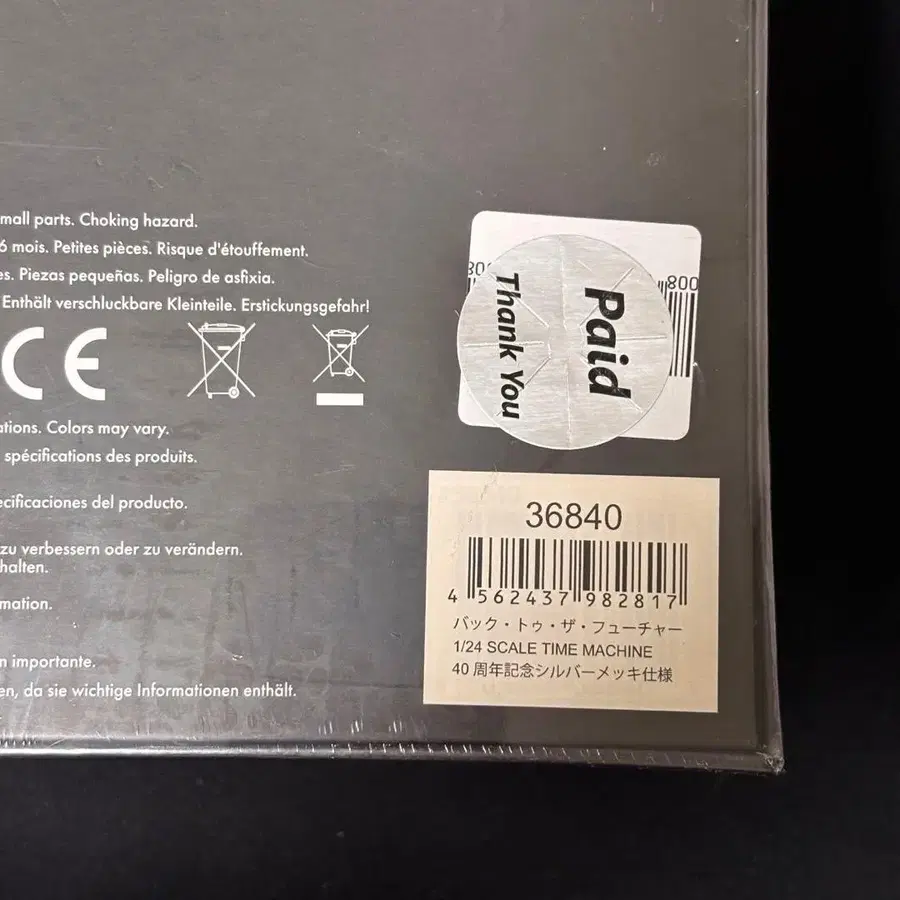 mall parts. Choking hazard.
6 mois. Petites pièces. Risque d'étouffement.
es. Piezas pequeñas. Peligro de asfixia.
Enthält verschluckbare Kleinteile. Erstickungsgefahr!
CE
ations. Colors may vary.
spécifications des produits.
ecificaciones del producto.
zu verbessern oder zu verändern.
halten.
mation.
n importante.
en, da sie wichtige Informationen enthält.
800
Paid
Thank You
36840
4 562437 982817
バック・トゥ・ザ・フューチャー
1/24 SCALE TIME MACHINE
40 周年記念シルバーメッキ仕様